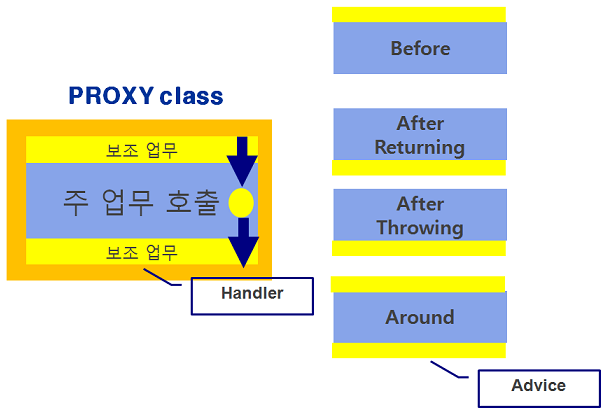 PROXY class
보조 업무
주 업무 호출
보조 업무
Handler
Before
After
Returning
After
Throwing
Around
Advice